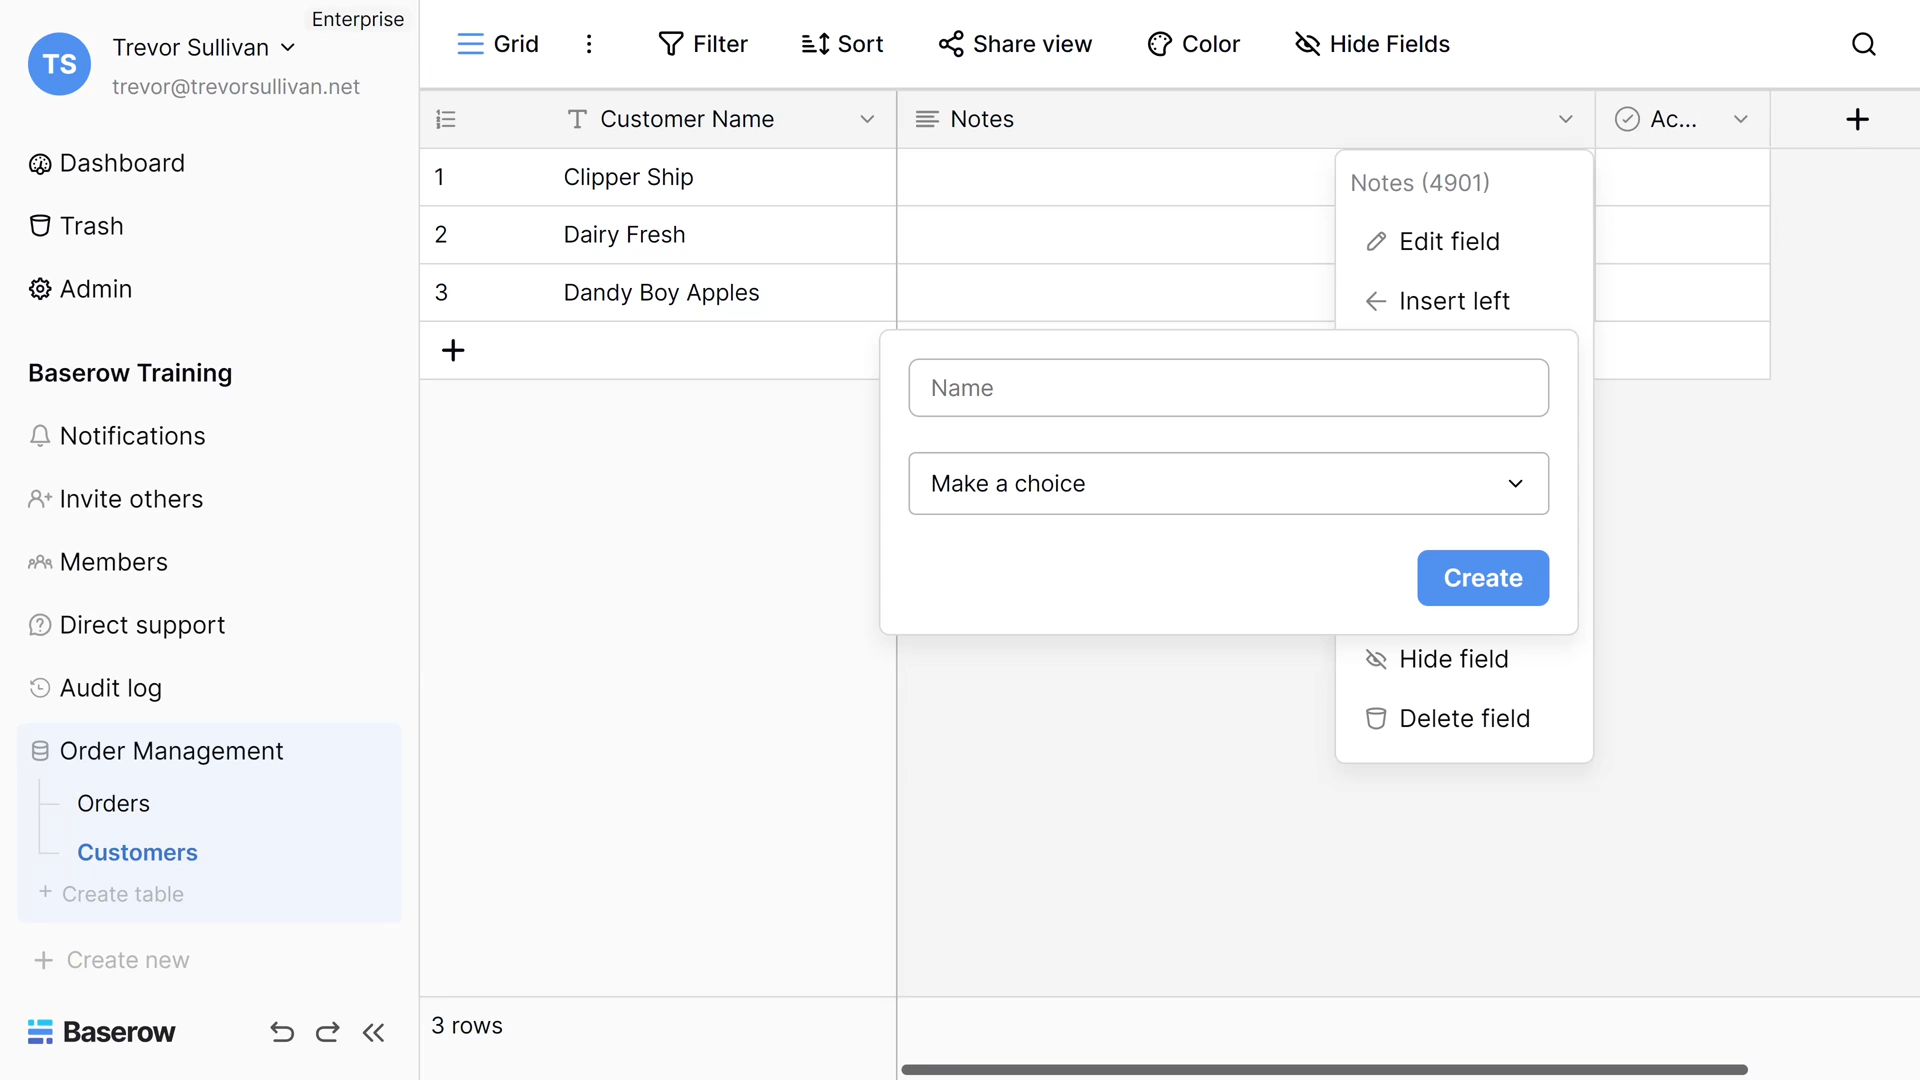 Enterprise
TS
Trevor Sullivan
trevor@trevorsullivan.net
Dashboard
Trash
Admin
Baserow Training
Notifications
Invite others
Members
Direct support
Audit log
Order Management
Orders
Customers
+ Create table
+ Create new
Baserow
Grid
Filter
Sort
Share view
Color
Hide Fields
Customer Name
Notes
Ac...
1 Clipper Ship
2 Dairy Fresh
3 Dandy Boy Apples
Notes (4901)
Edit field
Insert left
Name
Make a choice
Create
Hide field
Delete field
3 rows